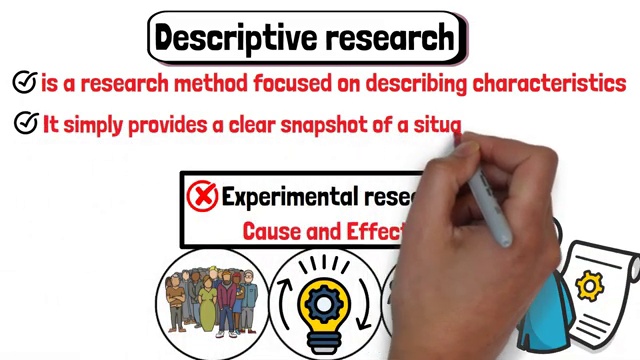 Descriptive research
is a research method focused on describing characteristics
It simply provides a clear snapshot of a situa
Experimental rese
Cause and Effect